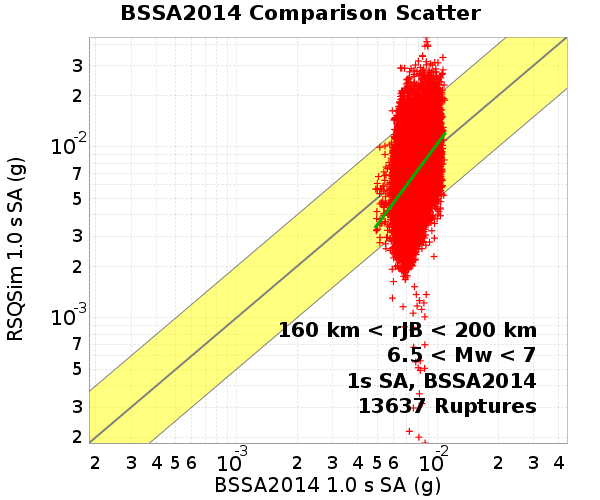 BSSA2014 Comparison Scatter
RSQSim 1.0 s SA (g)
3
2
10-2
7
5
3
2
10-3
7
5
3
2
160 km < rJB < 200 km
6.5 < Mw < 7
1s SA, BSSA2014
13637 Ruptures
2 3 4 5 6 10-3 2 3 4 5 6 10-2 2 3 4
BSSA2014 1.0 s SA (g)